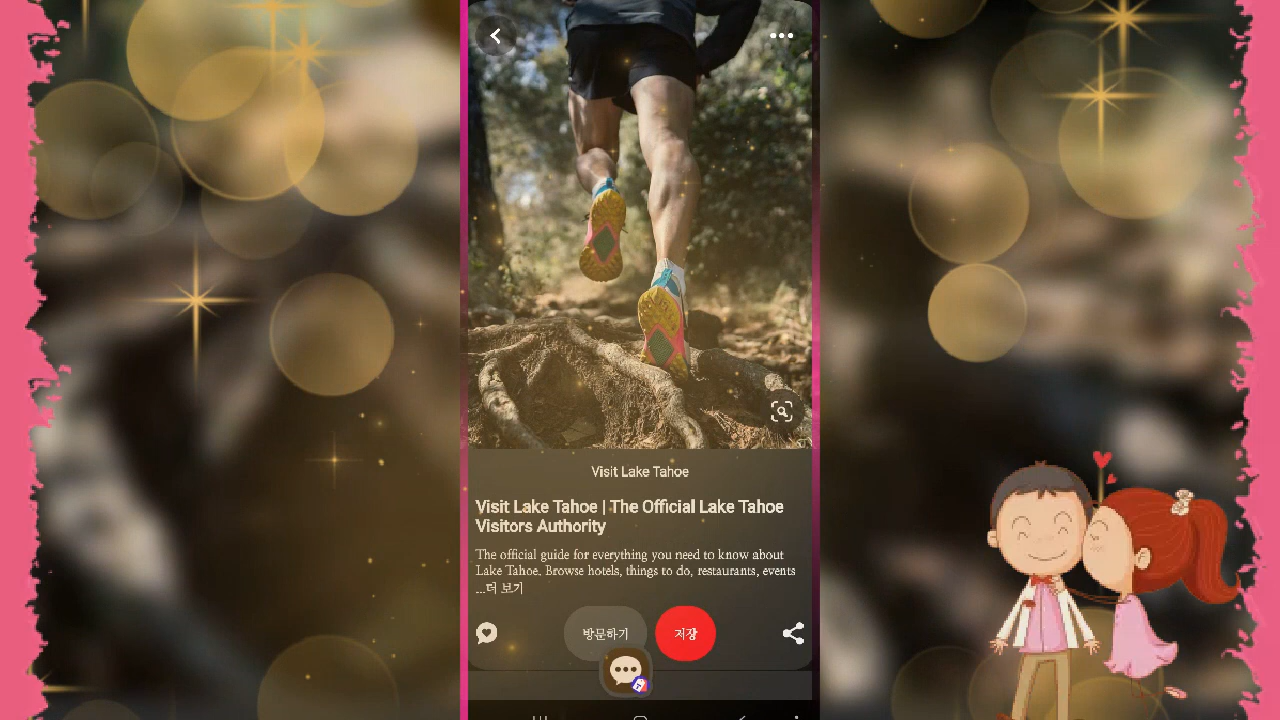 Visit Lake Tahoe
Visit Lake Tahoe | The Official Lake Tahoe
Visitors Authority
The official guide for everything you need to know about
Lake Tahoe. Browse hotels, things to do, restaurants, events
...더 보기
방문하기
저장